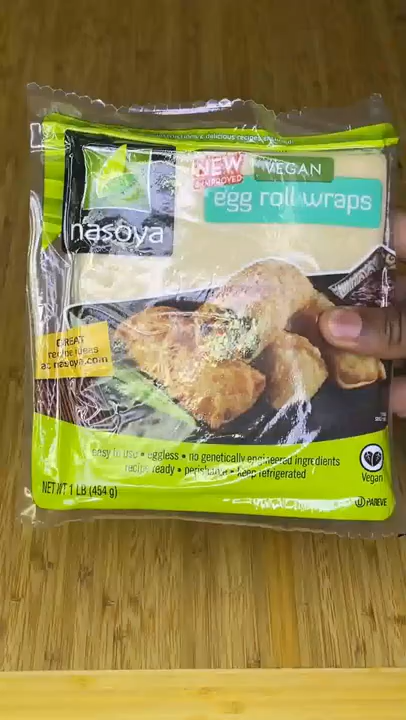 NEW
& IMPROVED
VEGAN
egg roll wraps
nasoya
GREAT
recipe ideas
at nasoya.com
easy to use • eggless • no genetically engineered ingredients
recipe ready • perishable • keep refrigerated
Vegan
NET WT 1 LB (454 g)
U PAREVE